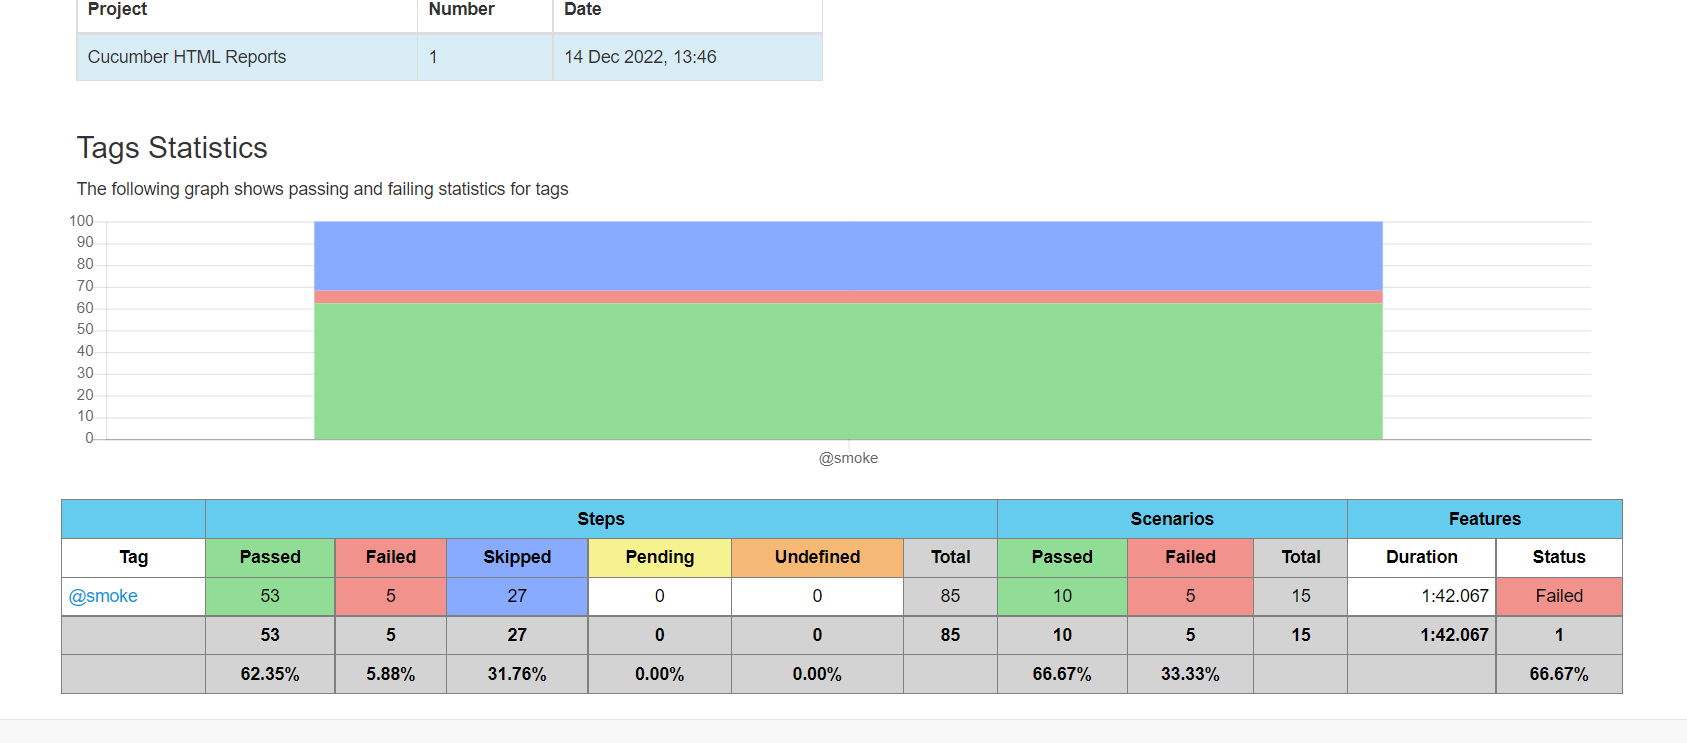 Project Number Date
Cucumber HTML Reports 1 14 Dec 2022, 13:46
Tags Statistics
The following graph shows passing and failing statistics for tags
100
90
80
70
60
50
40
30
20
10
0
@smoke
Steps Scenarios Features
Tag Passed Failed Skipped Pending Undefined Total Passed Failed Total Duration Status
@smoke 53 5 27 0 0 85 10 5 15 1:42.067 Failed
53 5 27 0 0 85 10 5 15 1:42.067 1
62.35% 5.88% 31.76% 0.00% 0.00% 66.67% 33.33% 66.67%